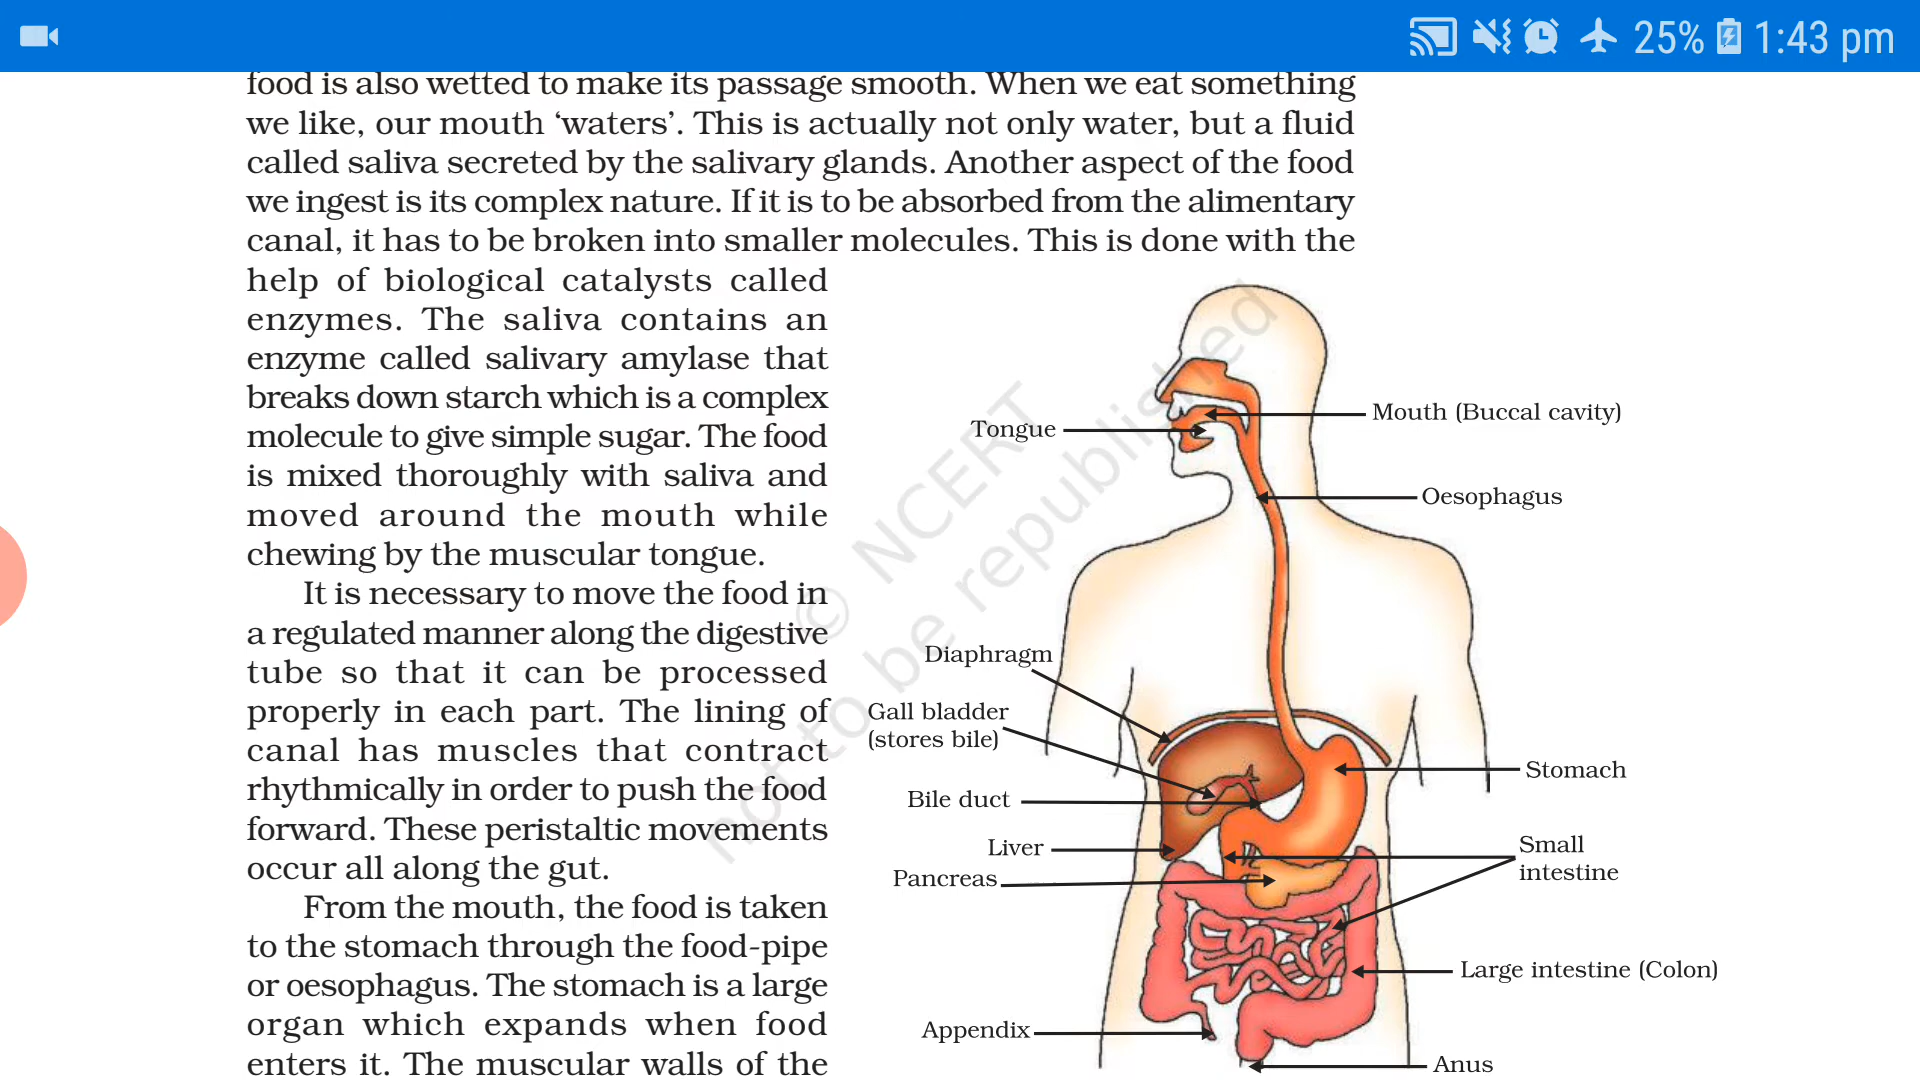 25% 1:43 pm
food is also wetted to make its passage smooth. When we eat something
we like, our mouth ‘waters’. This is actually not only water, but a fluid
called saliva secreted by the salivary glands. Another aspect of the food
we ingest is its complex nature. If it is to be absorbed from the alimentary
canal, it has to be broken into smaller molecules. This is done with the
help of biological catalysts called
enzymes. The saliva contains an
enzyme called salivary amylase that
breaks down starch which is a complex
molecule to give simple sugar. The food
is mixed thoroughly with saliva and
moved around the mouth while
chewing by the muscular tongue.
It is necessary to move the food in
a regulated manner along the digestive
tube so that it can be processed
properly in each part. The lining of
canal has muscles that contract
rhythmically in order to push the food
forward. These peristaltic movements
occur all along the gut.
From the mouth, the food is taken
to the stomach through the food-pipe
or oesophagus. The stomach is a large
organ which expands when food
enters it. The muscular walls of the
Mouth (Buccal cavity)
Tongue
Oesophagus
Diaphragm
Gall bladder
(stores bile)
Stomach
Bile duct
Liver
Small
intestine
Pancreas
Large intestine (Colon)
Appendix
Anus
© NCERT
not to be republished